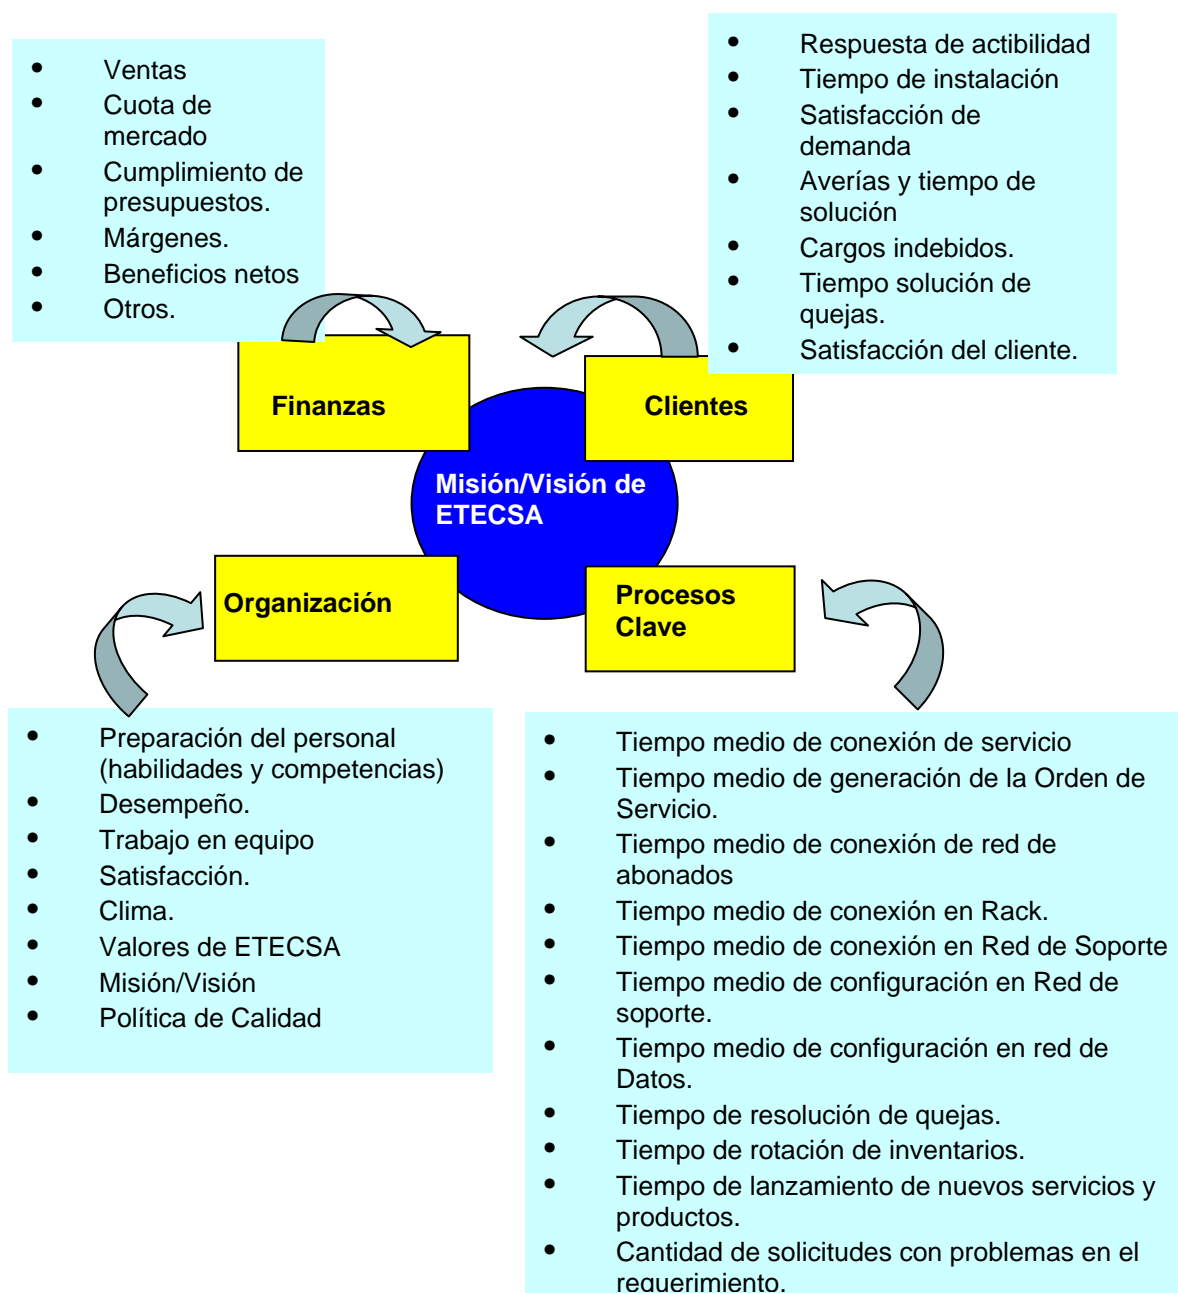 • Ventas
• Cuota de
mercado
• Cumplimiento de
presupuestos.
• Márgenes.
• Beneficios netos
• Otros.
• Respuesta de actibilidad
• Tiempo de instalación
• Satisfacción de
demanda
• Averías y tiempo de
solución
• Cargos indebidos.
• Tiempo solución de
quejas.
• Satisfacción del cliente.
Finanzas
Clientes
Misión/Visión de
ETECSA
Organización
Procesos
Clave
• Preparación del personal
(habilidades y competencias)
• Desempeño.
• Trabajo en equipo
• Satisfacción.
• Clima.
• Valores de ETECSA
• Misión/Visión
• Política de Calidad
• Tiempo medio de conexión de servicio
• Tiempo medio de generación de la Orden de
Servicio.
• Tiempo medio de conexión de red de
abonados
• Tiempo medio de conexión en Rack.
• Tiempo medio de conexión en Red de Soporte
• Tiempo medio de configuración en Red de
soporte.
• Tiempo medio de configuración en red de
Datos.
• Tiempo de resolución de quejas.
• Tiempo de rotación de inventarios.
• Tiempo de lanzamiento de nuevos servicios y
productos.
• Cantidad de solicitudes con problemas en el
requerimiento.